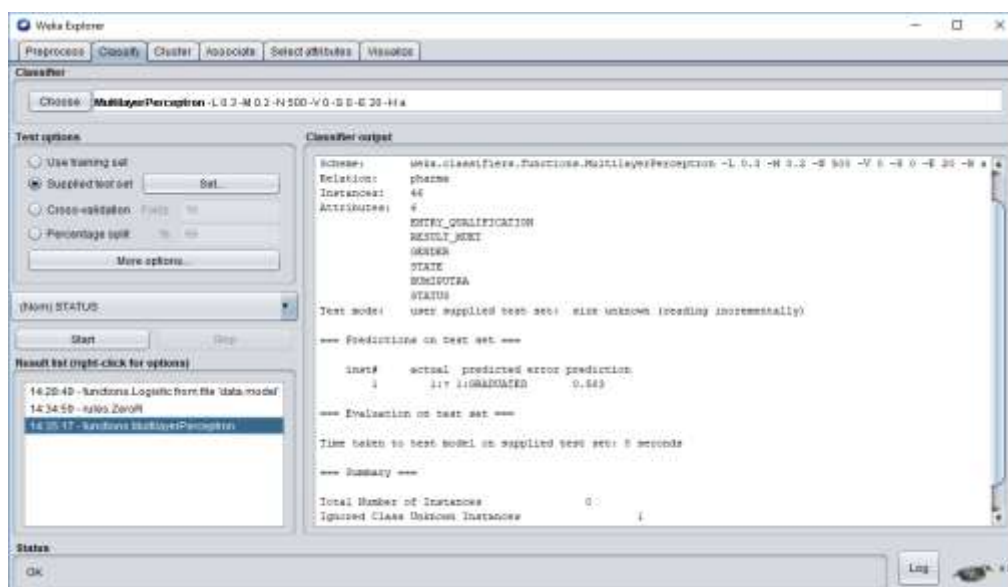 Weka Explorer
Preprocess Classify Cluster Associate Select attributes Visualize
Classifier
Choose MultilayerPerceptron -L 0.3 -M 0.2 -N 500 -V 0 -S 0 -E 20 -H a
Test options
Use training set
Supplied test set Set...
Cross-validation Folds 10
Percentage split % 66
More options...
(Nom) STATUS
Start Stop
Result list (right-click for options)
14:28:49 - functions.Logistic from file 'data.model'
14:34:59 - rules.ZeroR
14:35:17 - functions.MultilayerPerceptron
Classifier output
Scheme: weka.classifiers.functions.MultilayerPerceptron -L 0.3 -M 0.2 -N 500 -V 0 -S 0 -E 20 -H a
Relation: pharma
Instances: 46
Attributes: 6
ENTRY_QUALIFICATION
RESULT_MUET
GENDER
STATE
BUMIPUTRA
STATUS
Test mode: user supplied test set: size unknown (reading incrementally)
=== Predictions on test set ===
inst# actual predicted error prediction
1 1:? 1:GRADUATED
=== Evaluation on test set ===
Time taken to test model on supplied test set: 0 seconds
=== Summary ===
Total Number of Instances 0
Ignored Class Unknown Instances 1
Status
OK
Log